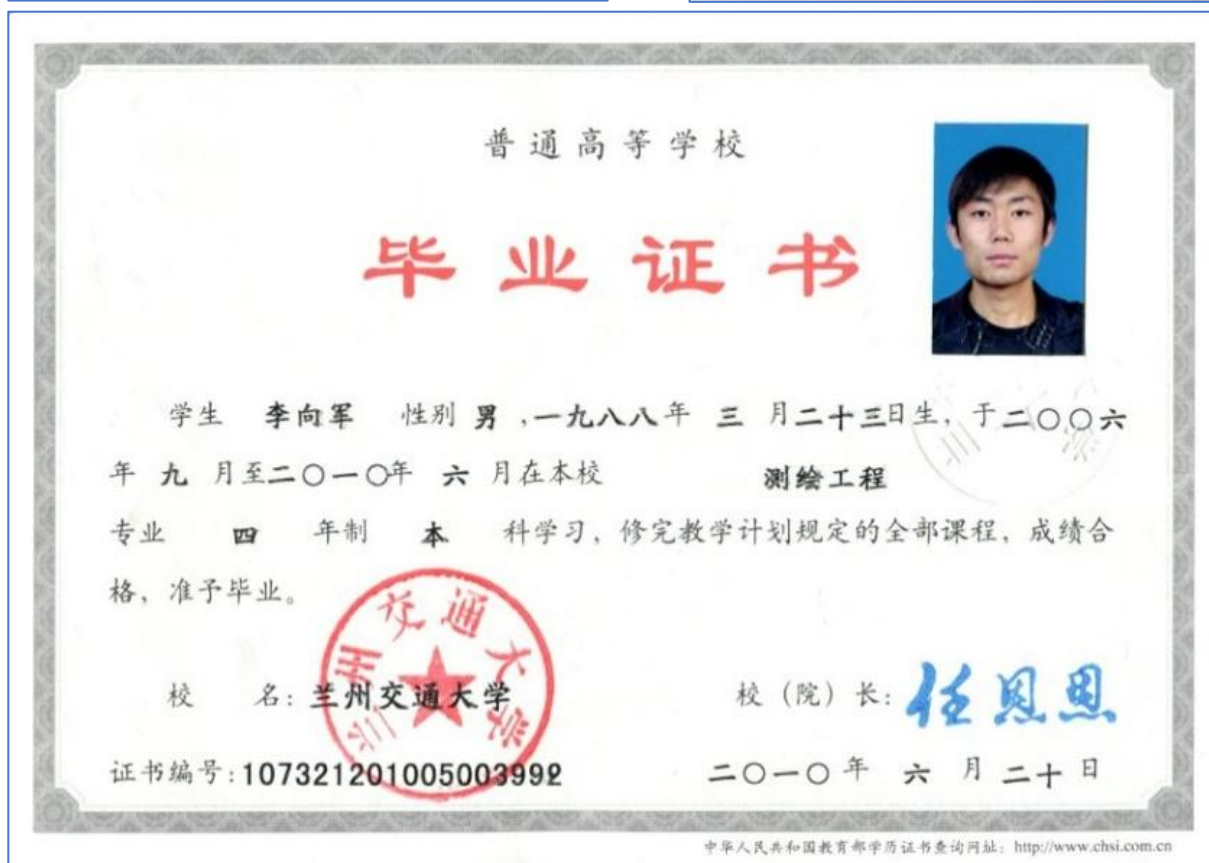 普通高等学校
毕业证书
学生 李向军 性别 男 ,一九八八年 三 月二十三日生，于二〇〇六
年 九 月至二〇一〇年 六 月在本校 测绘工程
专业 四 年制 本 科学习，修完教学计划规定的全部课程，成绩合
格，准予毕业。
兰州交通大学
校 名：兰州交通大学 校（院）长：任恩恩
证书编号：107321201005003992 二〇一〇年 六 月二十日
中华人民共和国教育部学历证书查询网址：http://www.chsi.com.cn